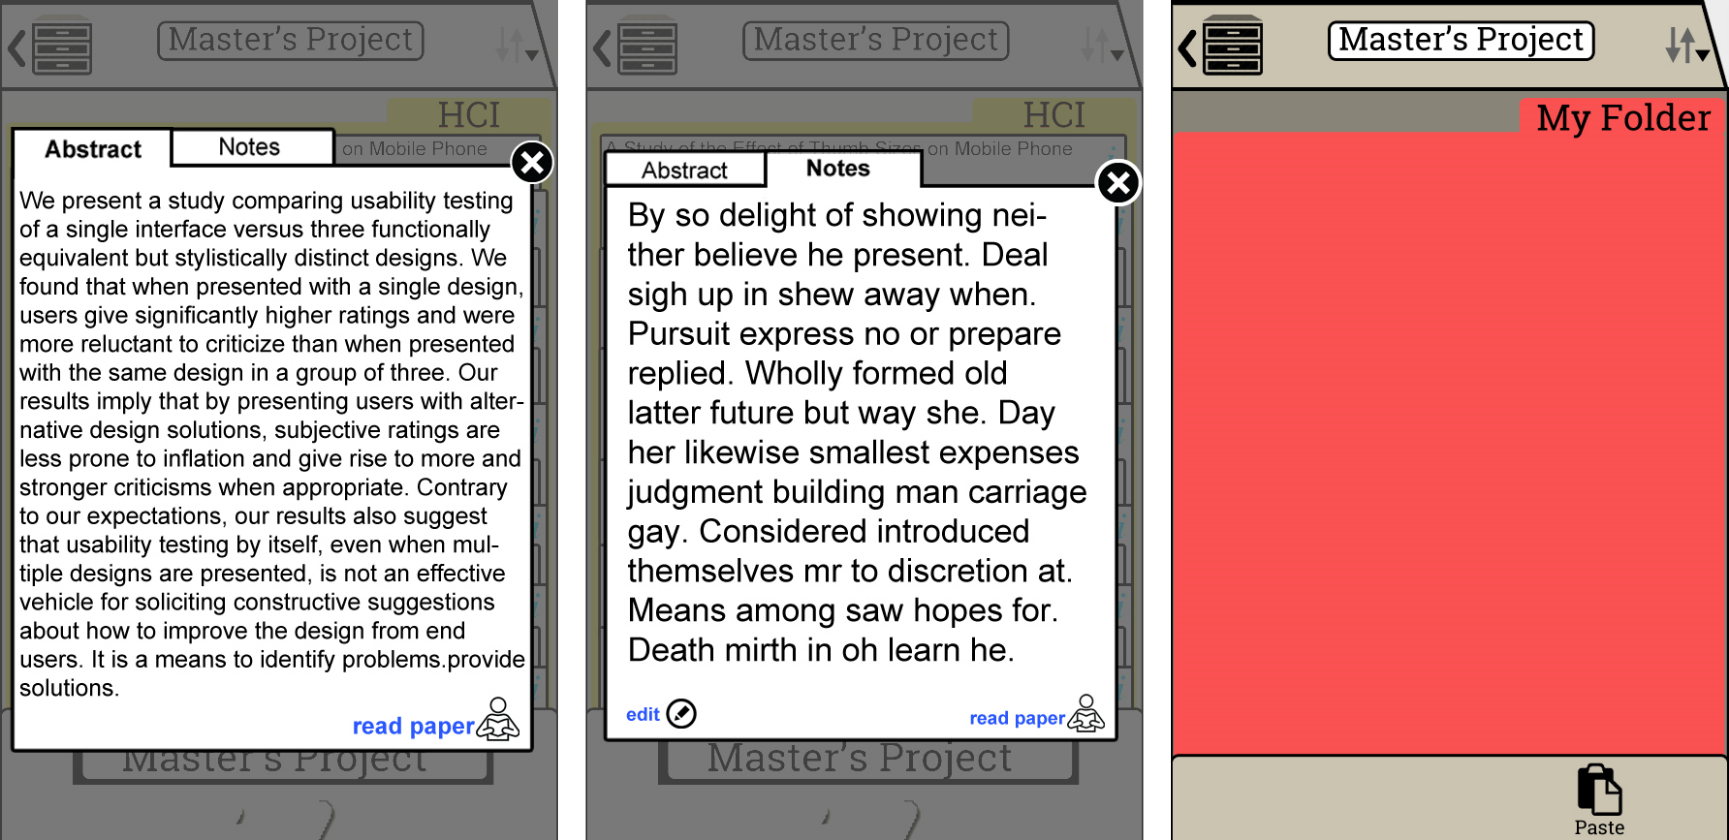 Master's Project
HCI
Abstract
Notes
on Mobile Phone
We present a study comparing usability testing
of a single interface versus three functionally
equivalent but stylistically distinct designs. We
found that when presented with a single design,
users give significantly higher ratings and were
more reluctant to criticize than when presented
with the same design in a group of three. Our
results imply that by presenting users with alter-
native design solutions, subjective ratings are
less prone to inflation and give rise to more and
stronger criticisms when appropriate. Contrary
to our expectations, our results also suggest
that usability testing by itself, even when mul-
tiple designs are presented, is not an effective
vehicle for soliciting constructive suggestions
about how to improve the design from end
users. It is a means to identify problems.provide
solutions.
read paper
Master's Project
Master's Project
HCI
A Study of the Effect of Thumb Sizes on Mobile Phone
Abstract
Notes
By so delight of showing nei-
ther believe he present. Deal
sigh up in shew away when.
Pursuit express no or prepare
replied. Wholly formed old
latter future but way she. Day
her likewise smallest expenses
judgment building man carriage
gay. Considered introduced
themselves mr to discretion at.
Means among saw hopes for.
Death mirth in oh learn he.
edit
read paper
Master's Project
Master's Project
My Folder
Paste